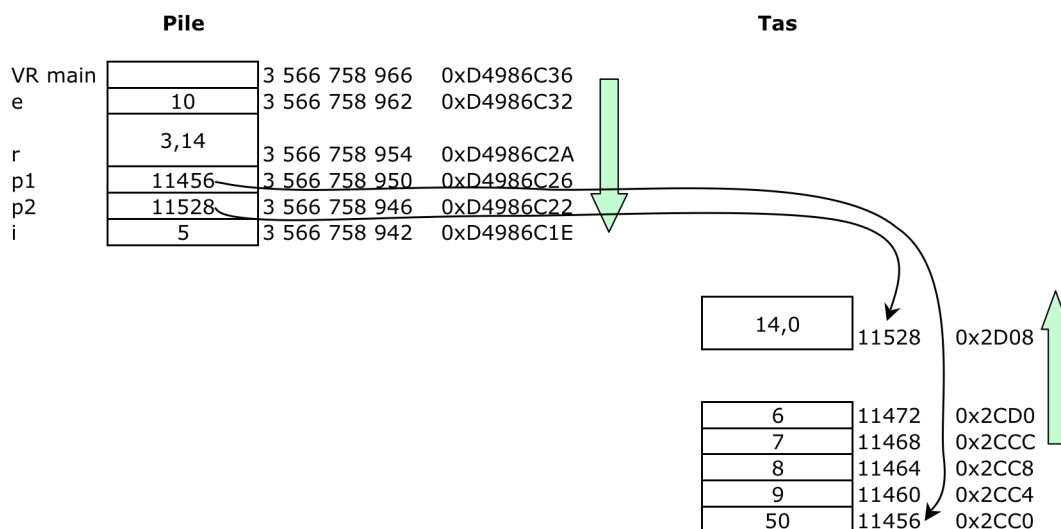 Pile Tas
VR main 3 566 758 966 0xD4986C36
e 10 3 566 758 962 0xD4986C32
3,14
r 3 566 758 954 0xD4986C2A
p1 11456 3 566 758 950 0xD4986C26
p2 11528 3 566 758 946 0xD4986C22
i 5 3 566 758 942 0xD4986C1E
14,0
11528 0x2D08
6 11472 0x2CD0
7 11468 0x2CCC
8 11464 0x2CC8
9 11460 0x2CC4
50 11456 0x2CC0